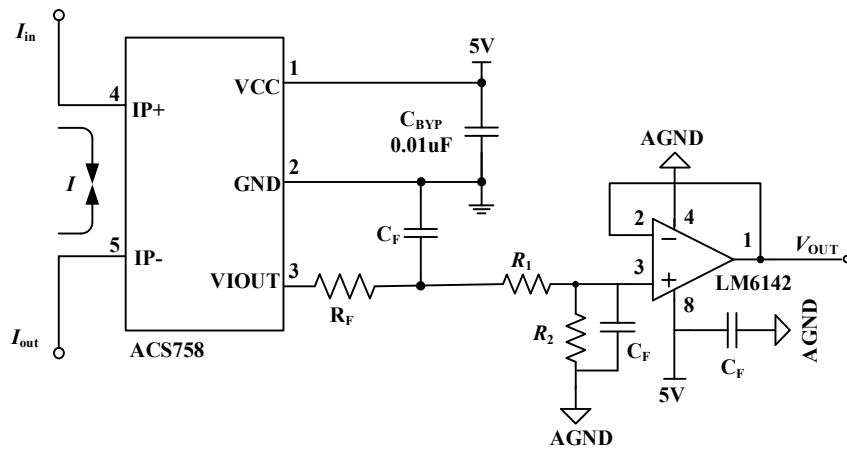 I_in
5V
4
IP+
VCC
1
C_BYP
0.01uF
AGND
I
GND
2
C_F
2
4
1
V_OUT
5
IP-
VIOUT
3
R_F
R_1
3
LM6142
8
I_out
ACS758
R_2
C_F
C_F
AGND
5V
AGND